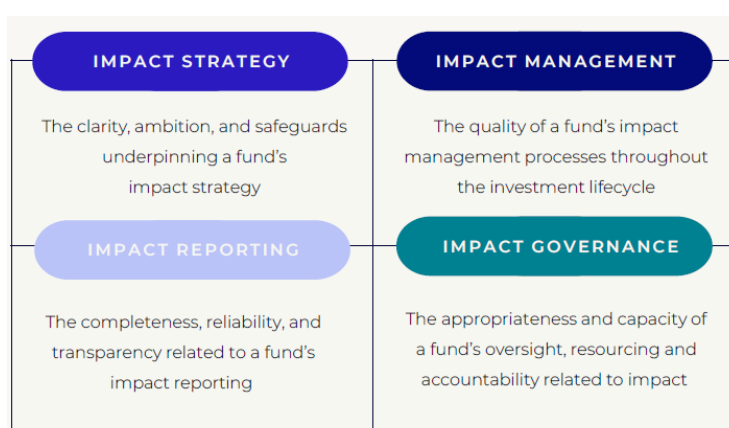 IMPACT STRATEGY
The clarity, ambition, and safeguards
underpinning a fund's
impact strategy
IMPACT MANAGEMENT
The quality of a fund's impact
management processes throughout
the investment lifecycle
IMPACT REPORTING
The completeness, reliability, and
transparency related to a fund's
impact reporting
IMPACT GOVERNANCE
The appropriateness and capacity of
a fund's oversight, resourcing and
accountability related to impact